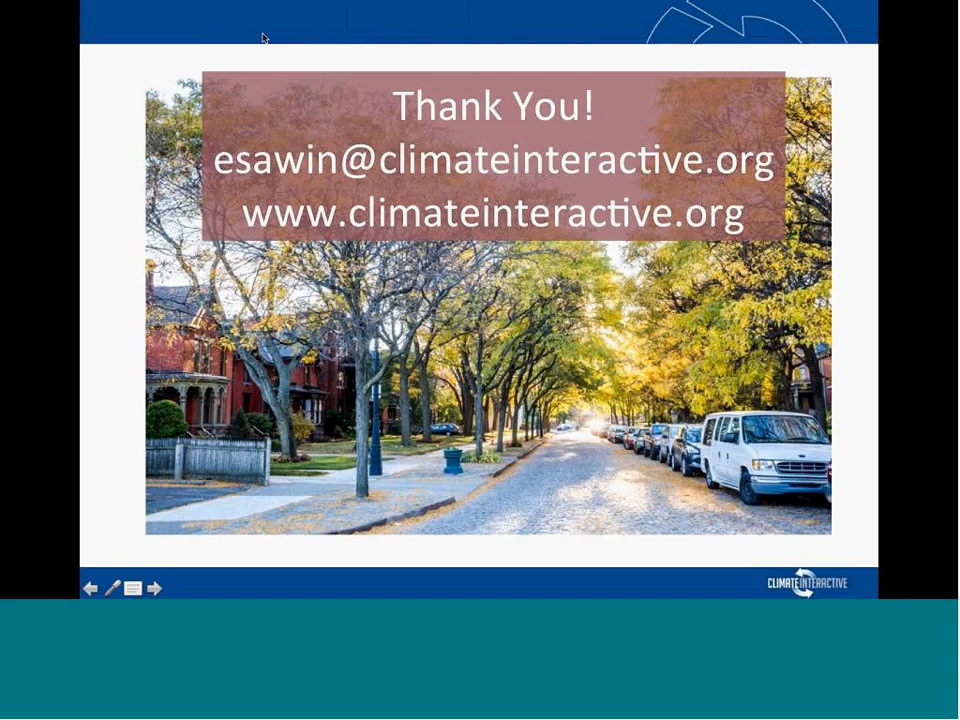 Thank You!
esawin@climateinteractive.org
www.climateinteractive.org
CLIMATE INTERACTIVE